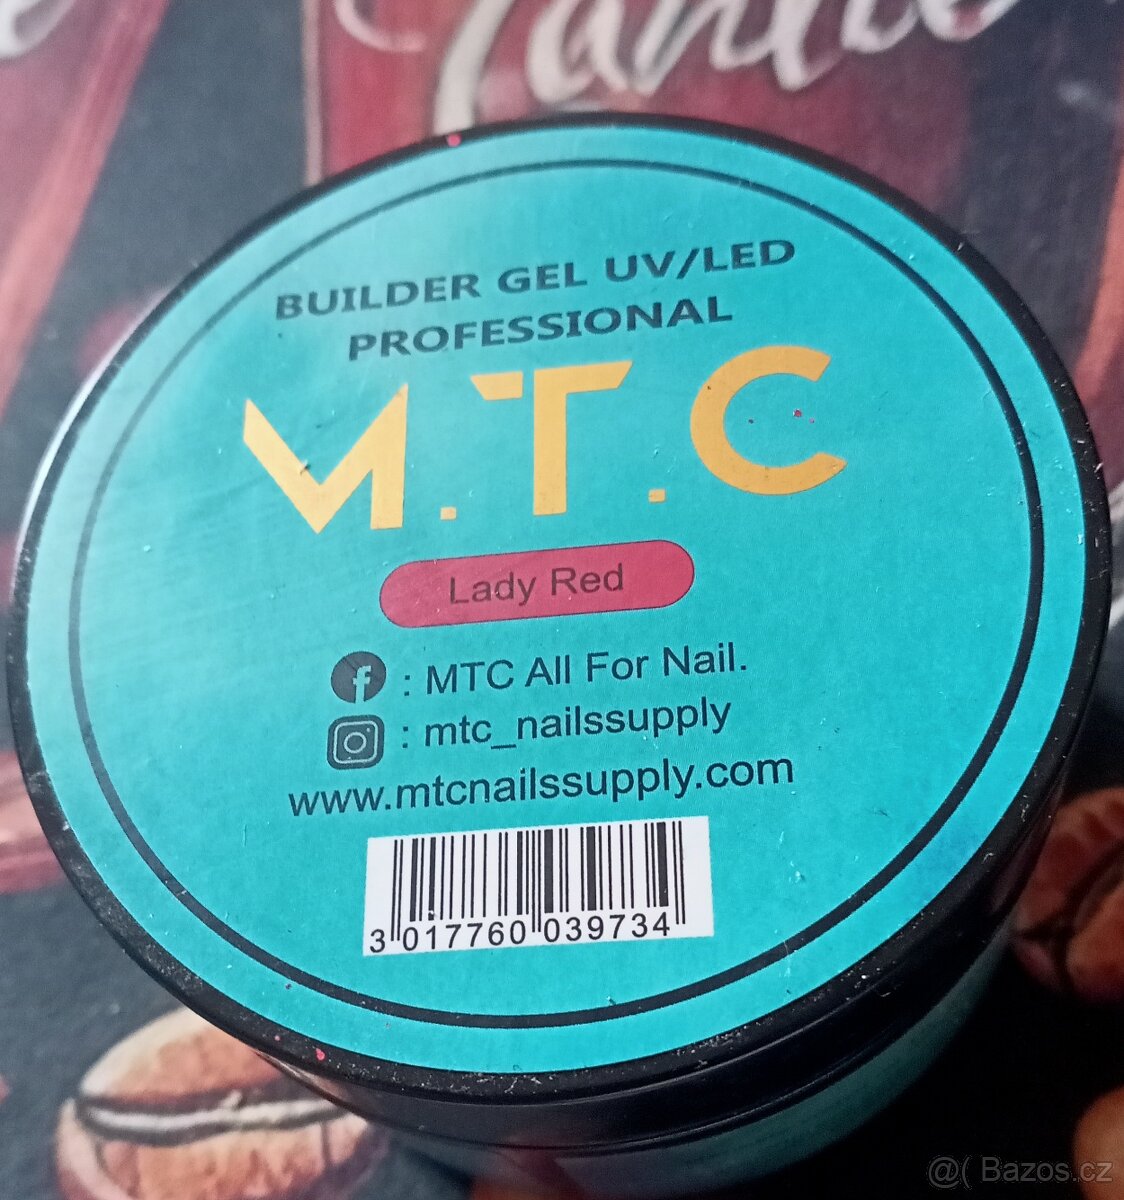 BUILDER GEL UV/LED
PROFESSIONAL
M.T.C
Lady Red
: MTC All For Nail.
: mtc_nailssupply
www.mtcnailssupply.com
3 017760 039734
@( Bazos.cz